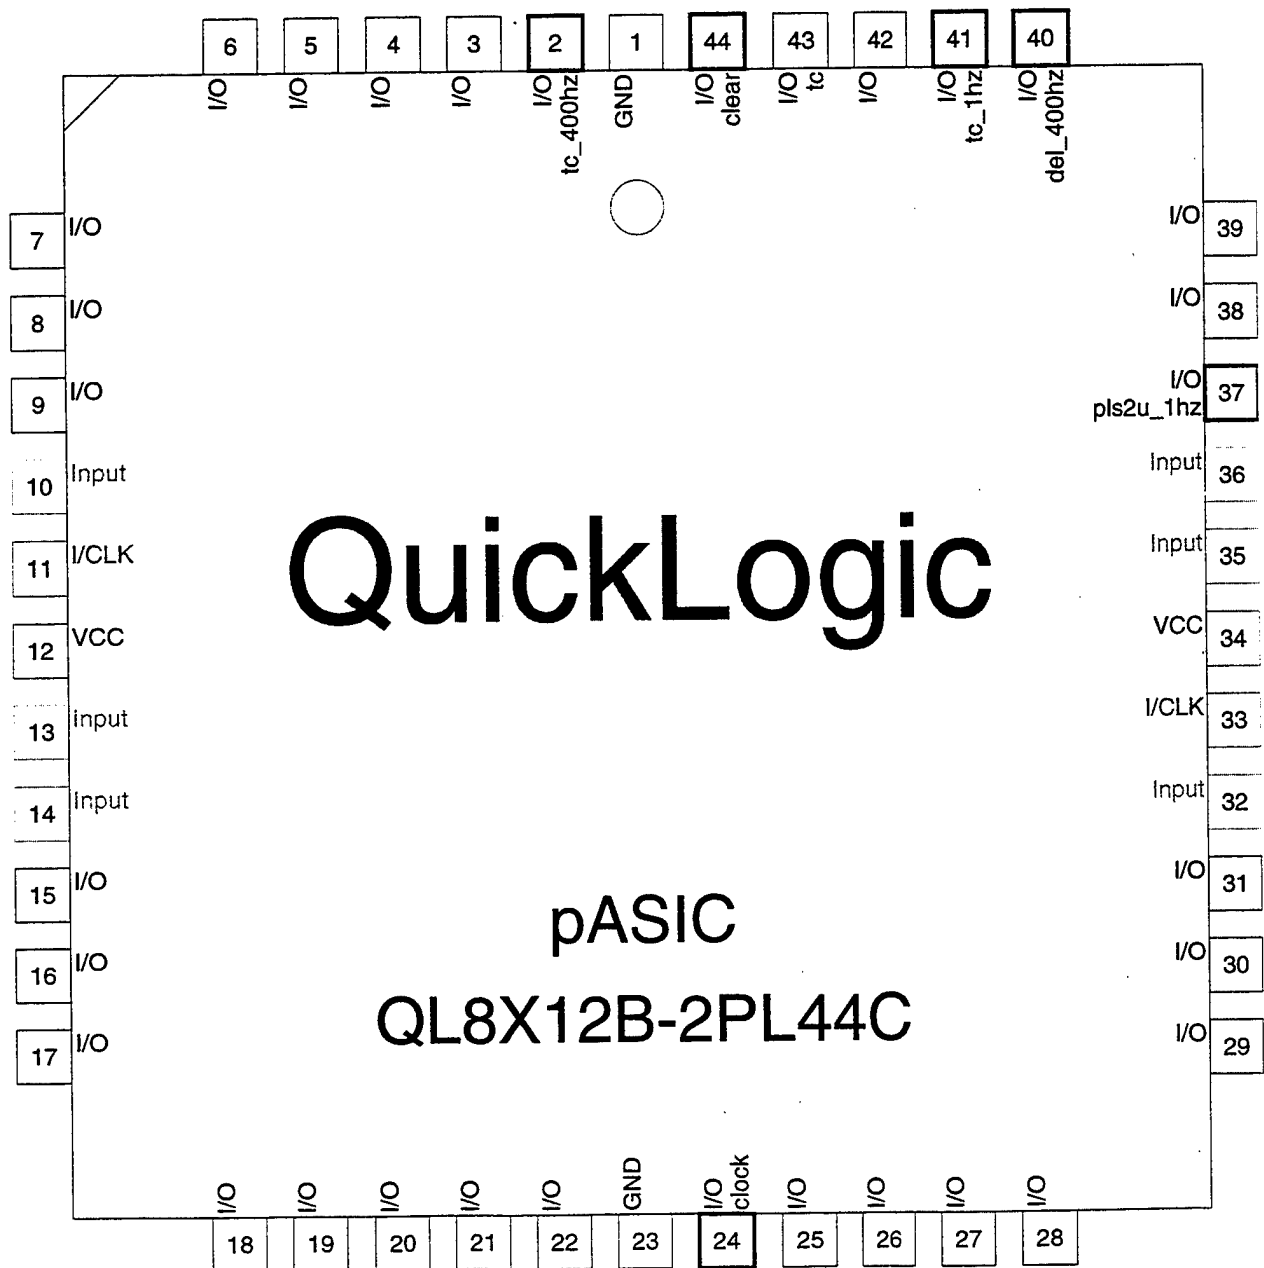 6 5 4 3 2 1 44 43 42 41 40
I/O I/O I/O I/O I/O GND I/O I/O I/O I/O I/O
tc_400hz clear tc tc_1hz del_400hz
7 I/O
8 I/O
9 I/O
10 Input
11 I/CLK
12 VCC
13 Input
14 Input
15 I/O
16 I/O
17 I/O
I/O 39
I/O 38
I/O 37
pls2u_1hz
Input 36
Input 35
VCC 34
I/CLK 33
Input 32
I/O 31
I/O 30
I/O 29
QuickLogic
pASIC
QL8X12B-2PL44C
I/O I/O I/O I/O I/O GND I/O clock I/O I/O I/O I/O
18 19 20 21 22 23 24 25 26 27 28